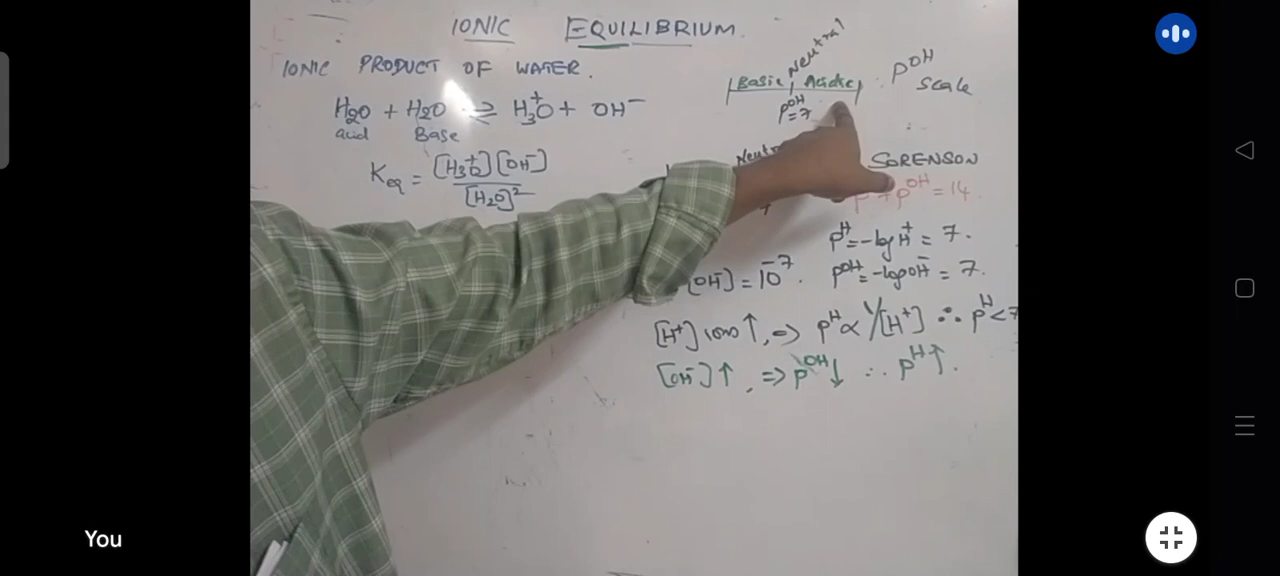 IONIC EQUILIBRIUM.
IONIC PRODUCT OF WATER.
H₂O + H₂O ⇌ H₃O⁺ + OH⁻
acid Base
Keq = [H₃O⁺][OH⁻] / [H₂O]²
Neutral
Basic Acidic
pOH = 7
pOH Scale
SORENSON
+ pOH = 14
pH = -log H⁺ = 7.
[OH⁻] = 10⁻⁷. pOH = -log OH⁻ = 7.
[H⁺] ions ↑, ⇒ pH ∝ 1/[H⁺] ∴ pH < 7
[OH⁻] ↑, ⇒ pOH ↓ ∴ pH ↑.
You